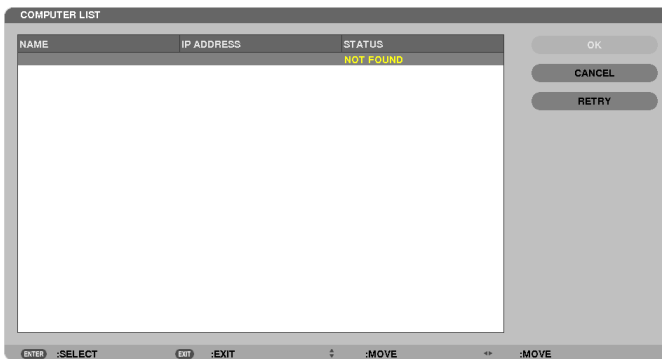 COMPUTER LIST
NAME IP ADDRESS STATUS
NOT FOUND
OK
CANCEL
RETRY
ENTER :SELECT EXIT :EXIT :MOVE :MOVE